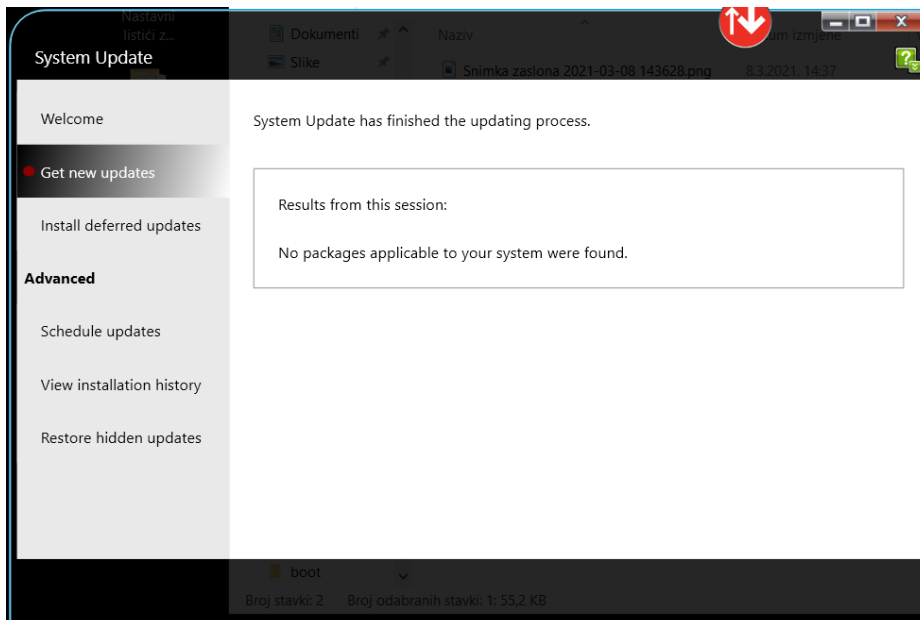 Nastavni
listići z...
Dokumenti
Naziv
um izmjene
System Update
Slike
Snimka zaslona 2021-03-08 143628.png
8.3.2021. 14:37
Welcome
System Update has finished the updating process.
Get new updates
Results from this session:
Install deferred updates
No packages applicable to your system were found.
Advanced
Schedule updates
View installation history
Restore hidden updates
boot
Broj stavki: 2 Broj odabranih stavki: 1: 55,2 KB